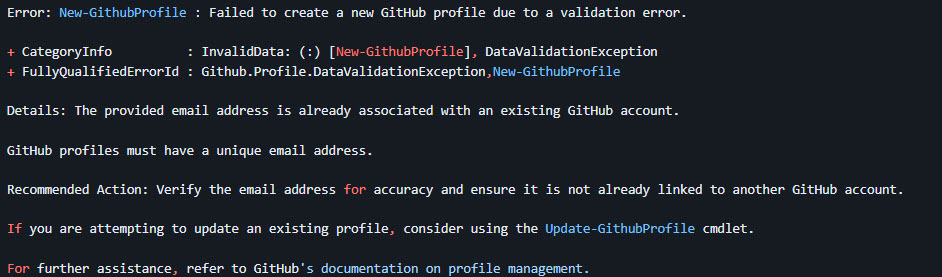 Error: New-GithubProfile : Failed to create a new GitHub profile due to a validation error.
+ CategoryInfo : InvalidData: (:) [New-GithubProfile], DataValidationException
+ FullyQualifiedErrorId : Github.Profile.DataValidationException,New-GithubProfile
Details: The provided email address is already associated with an existing GitHub account.
GitHub profiles must have a unique email address.
Recommended Action: Verify the email address for accuracy and ensure it is not already linked to another GitHub account.
If you are attempting to update an existing profile, consider using the Update-GithubProfile cmdlet.
For further assistance, refer to GitHub's documentation on profile management.